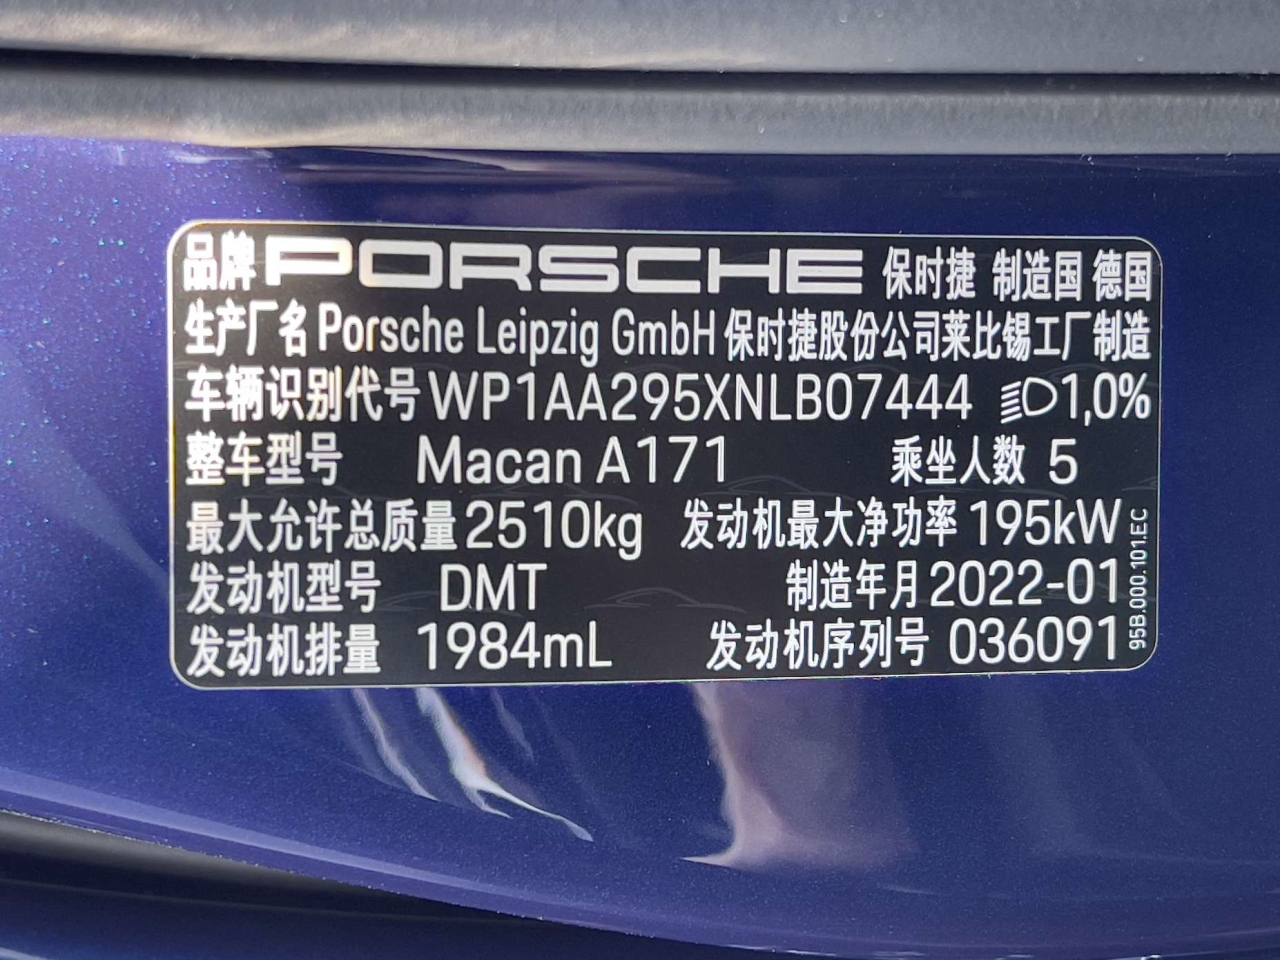 品牌 PORSCHE 保时捷 制造国 德国
生产厂名 Porsche Leipzig GmbH 保时捷股份公司莱比锡工厂制造
车辆识别代号 WP1AA295XNLB07444 1,0%
整车型号 Macan A171 乘坐人数 5
最大允许总质量 2510kg 发动机最大净功率 195kW
发动机型号 DMT 制造年月 2022-01
发动机排量 1984mL 发动机序列号 036091
95B.000.101.EC